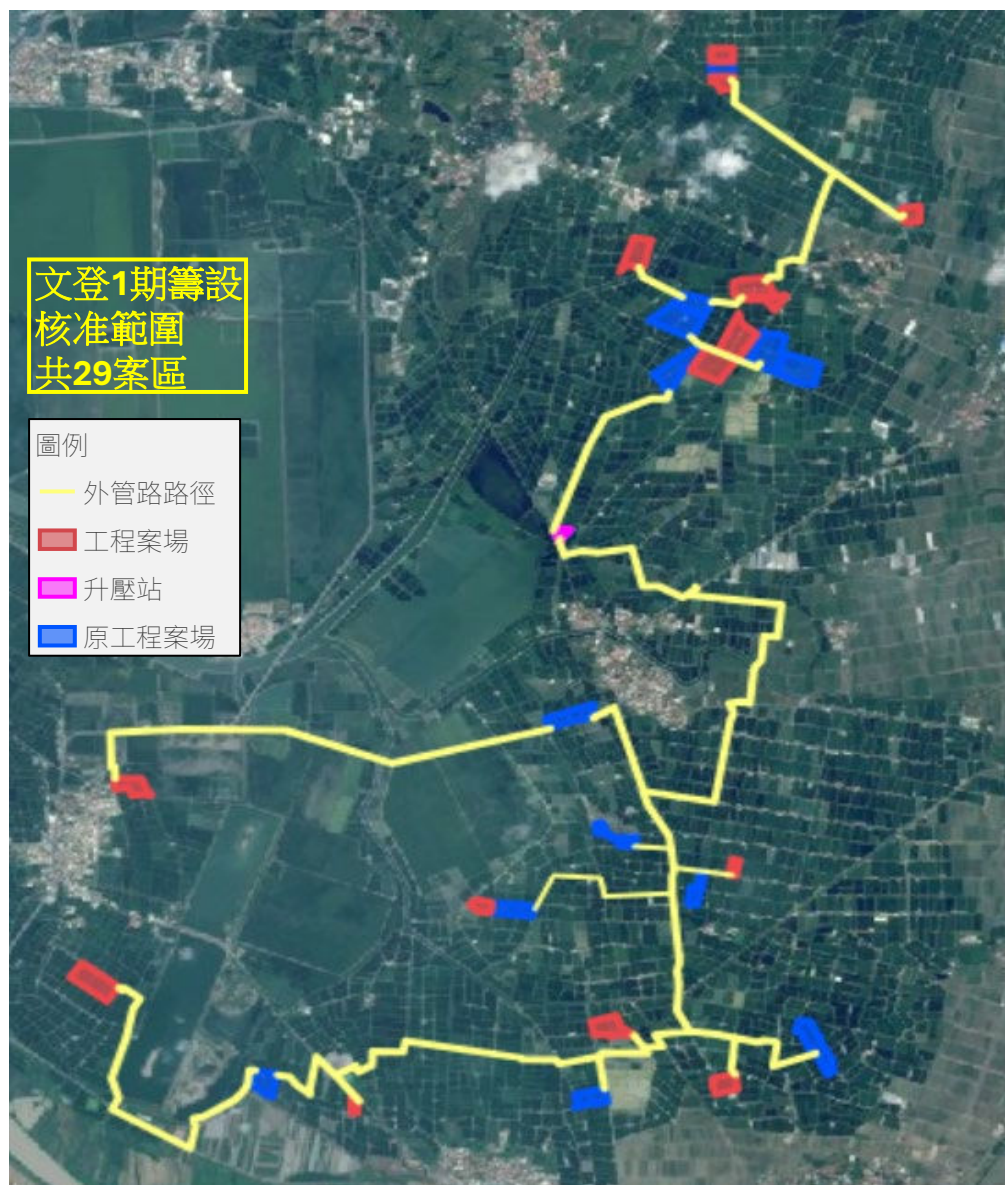 文登1期籌設
核准範圍
共29案區
圖例
外管路路徑
工程案場
升壓站
原工程案場